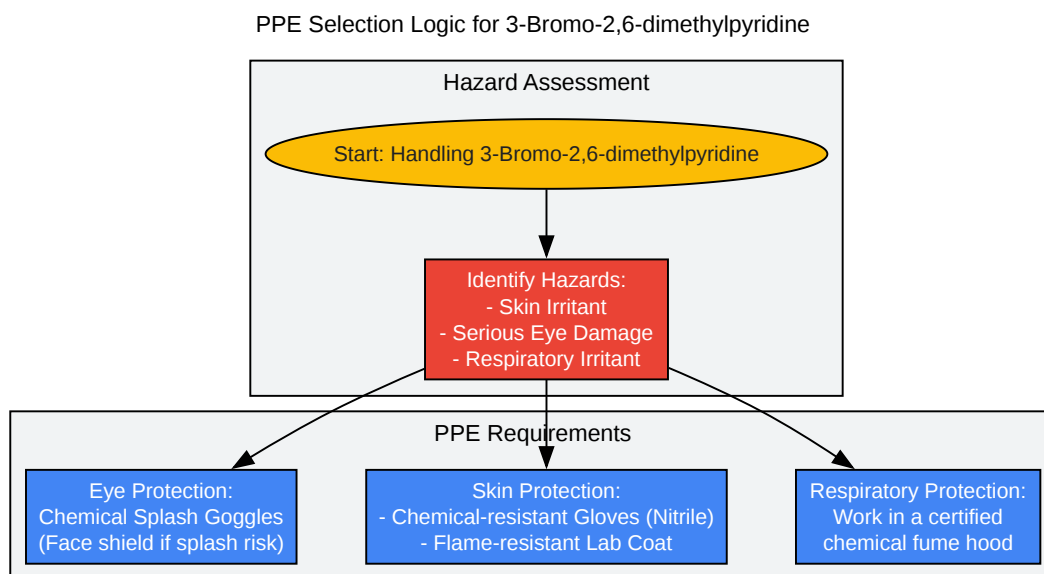 PPE Selection Logic for 3-Bromo-2,6-dimethylpyridine
Hazard Assessment
Start: Handling 3-Bromo-2,6-dimethylpyridine
Identify Hazards:
- Skin Irritant
- Serious Eye Damage
- Respiratory Irritant
PPE Requirements
Eye Protection:
Chemical Splash Goggles
(Face shield if splash risk)
Skin Protection:
- Chemical-resistant Gloves (Nitrile)
- Flame-resistant Lab Coat
Respiratory Protection:
Work in a certified
chemical fume hood